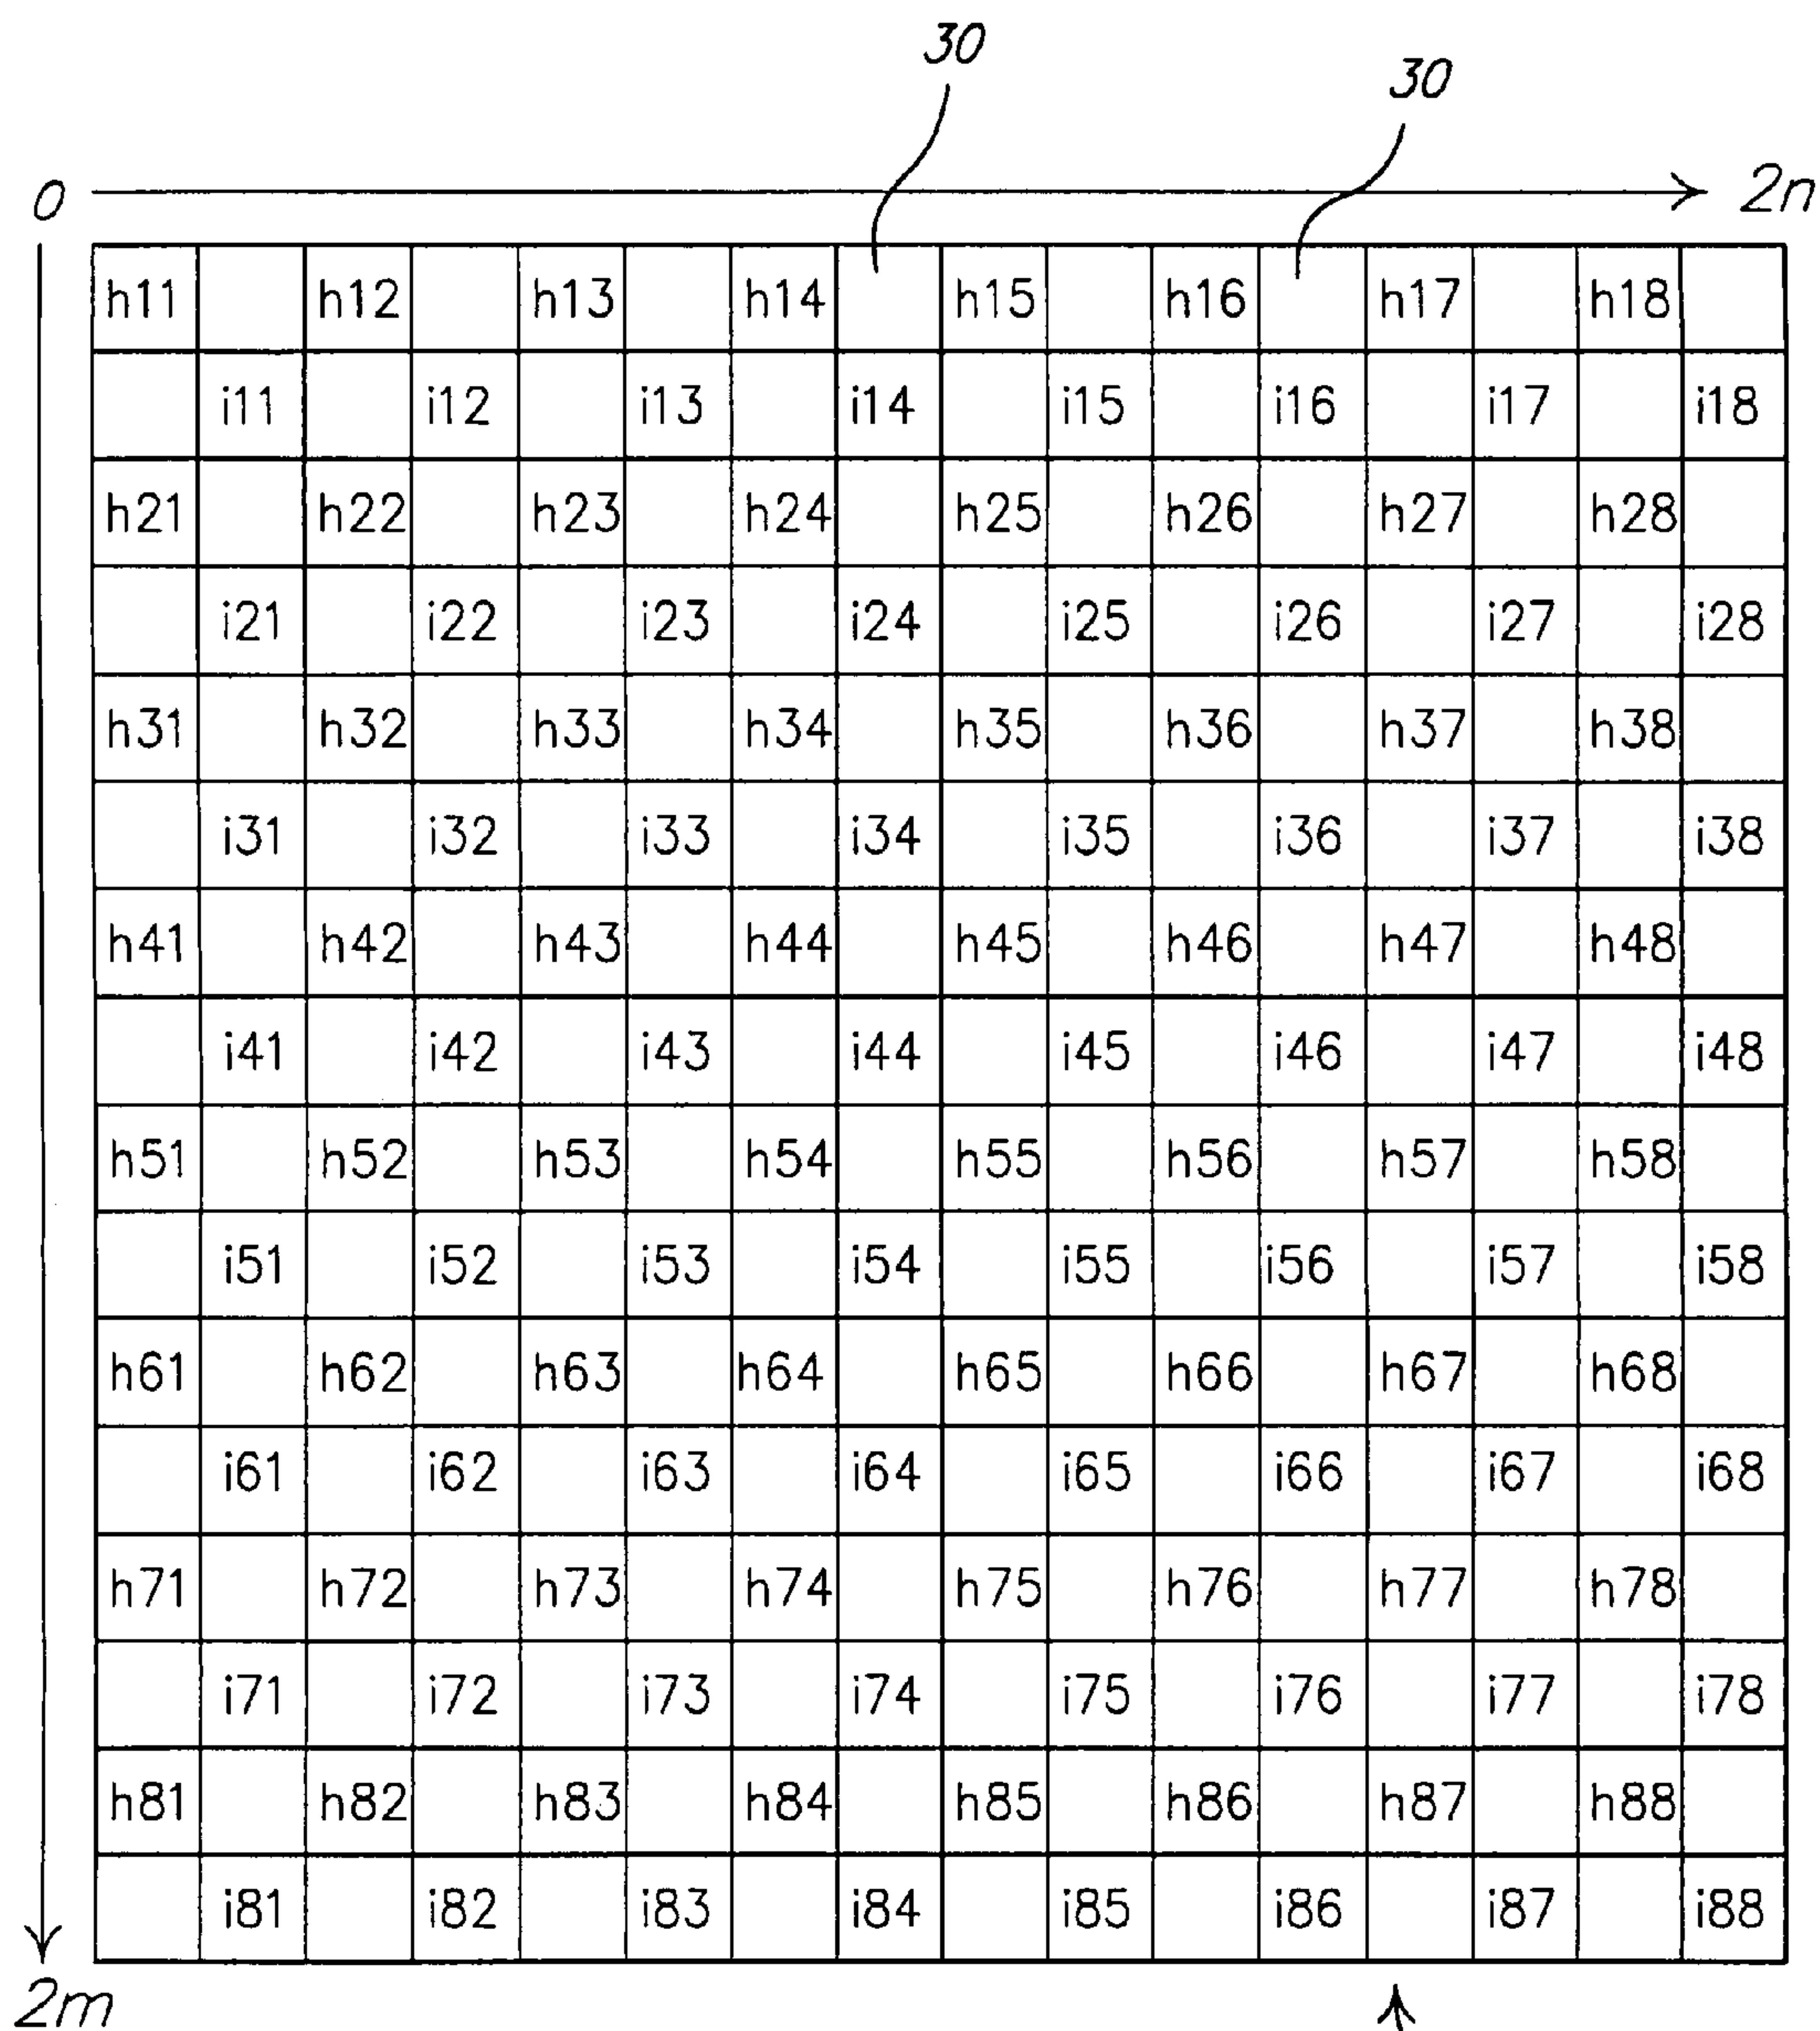 30
30
0 2n
h11 h12 h13 h14 h15 h16 h17 h18
i11 i12 i13 i14 i15 i16 i17 i18
h21 h22 h23 h24 h25 h26 h27 h28
i21 i22 i23 i24 i25 i26 i27 i28
h31 h32 h33 h34 h35 h36 h37 h38
i31 i32 i33 i34 i35 i36 i37 i38
h41 h42 h43 h44 h45 h46 h47 h48
i41 i42 i43 i44 i45 i46 i47 i48
h51 h52 h53 h54 h55 h56 h57 h58
i51 i52 i53 i54 i55 i56 i57 i58
h61 h62 h63 h64 h65 h66 h67 h68
i61 i62 i63 i64 i65 i66 i67 i68
h71 h72 h73 h74 h75 h76 h77 h78
i71 i72 i73 i74 i75 i76 i77 i78
h81 h82 h83 h84 h85 h86 h87 h88
i81 i82 i83 i84 i85 i86 i87 i88
2m